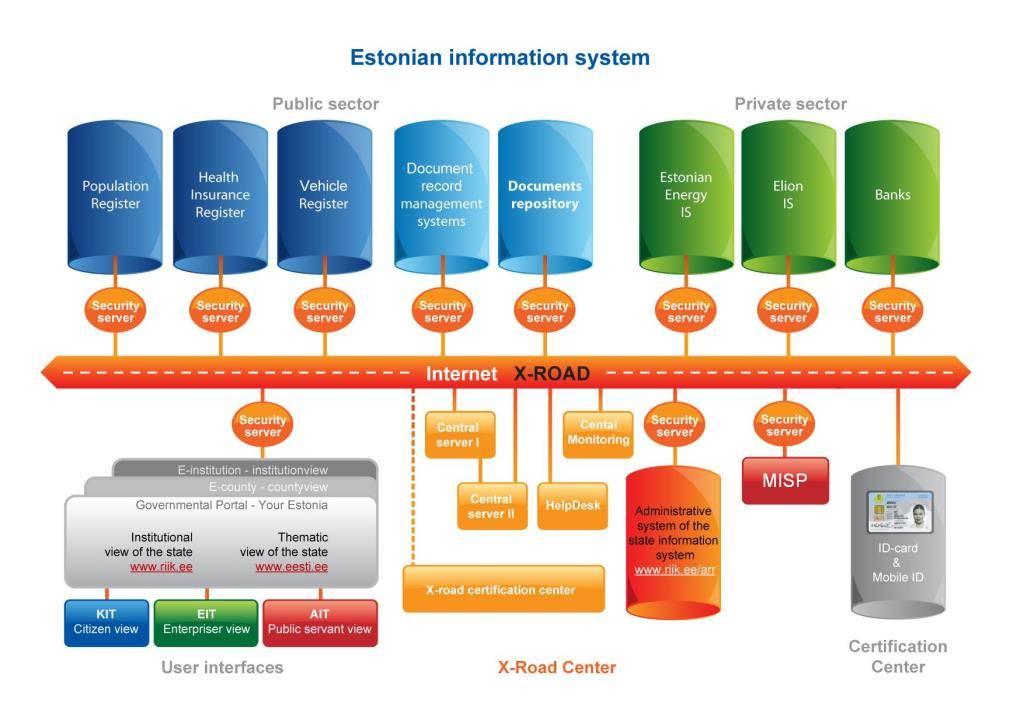 Estonian information system
Public sector
Private sector
Population
Register
Health
Insurance
Register
Vehicle
Register
Document
record
management
systems
Documents
repository
Estonian
Energy
IS
Elion
IS
Banks
Security
server
Security
server
Security
server
Security
server
Security
server
Security
server
Security
server
Security
server
Internet X-ROAD
Security
server
E-institution - institutionview
E-county - countyview
Governmental Portal - Your Estonia
Institutional
view of the state
www.riik.ee
Thematic
view of the state
www.eesti.ee
KIT
Citizen view
EIT
Enterpriser view
AIT
Public servant view
User interfaces
Central
server I
Central
server II
HelpDesk
Cental
Monitoring
X-road certification center
Security
server
Administrative
system of the
state information
system
www.riik.ee/arr
X-Road Center
Security
server
MISP
ID-card
&
Mobile ID
Certification
Center